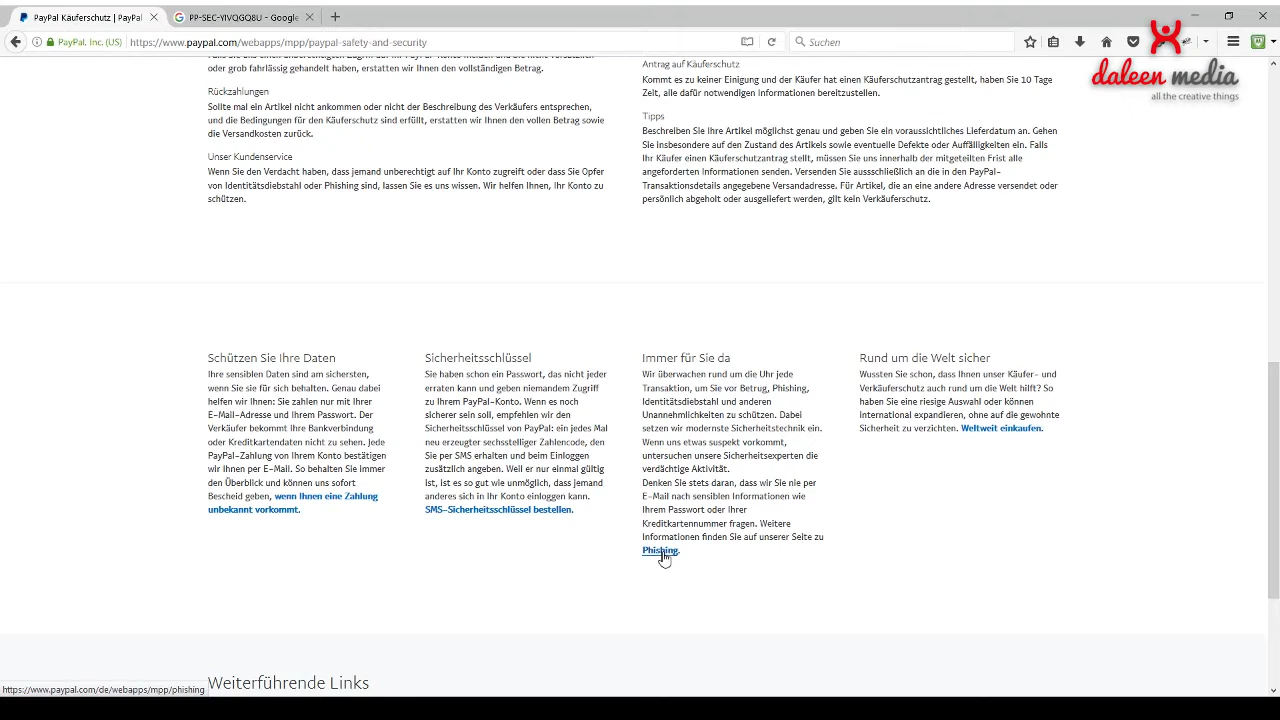 PayPal Käuferschutz | PayPal
PP-SEC-YIVQGQ8U - Google
PayPal, Inc. (US)
https://www.paypal.com/webapps/mpp/paypal-safety-and-security
Suchen
daleen media
all the creative things
oder grob fahrlässig gehandelt haben, erstatten wir Ihnen den vollständigen Betrag.
Rückzahlungen
Sollte mal ein Artikel nicht ankommen oder nicht der Beschreibung des Verkäufers entsprechen,
und die Bedingungen für den Käuferschutz sind erfüllt, erstatten wir Ihnen den vollen Betrag sowie
die Versandkosten zurück.
Unser Kundenservice
Wenn Sie den Verdacht haben, dass jemand unberechtigt auf Ihr Konto zugreift oder dass Sie Opfer
von Identitätsdiebstahl oder Phishing sind, lassen Sie es uns wissen. Wir helfen Ihnen, Ihr Konto zu
schützen.
Antrag auf Käuferschutz
Kommt es zu keiner Einigung und der Käufer hat einen Käuferschutzantrag gestellt, haben Sie 10 Tage
Zeit, alle dafür notwendigen Informationen bereitzustellen.
Tipps
Beschreiben Sie Ihre Artikel möglichst genau und geben Sie ein voraussichtliches Lieferdatum an. Gehen
Sie insbesondere auf den Zustand des Artikels sowie eventuelle Defekte oder Auffälligkeiten ein. Falls
Ihr Käufer einen Käuferschutzantrag stellt, müssen Sie uns innerhalb der mitgeteilten Frist alle
angeforderten Informationen senden. Versenden Sie aussschließlich an die in den PayPal-
Transaktionsdetails angegebene Versandadresse. Für Artikel, die an eine andere Adresse versendet oder
persönlich abgeholt oder ausgeliefert werden, gilt kein Verkäuferschutz.
Schützen Sie Ihre Daten
Ihre sensiblen Daten sind am sichersten,
wenn Sie sie für sich behalten. Genau dabei
helfen wir Ihnen: Sie zahlen nur mit Ihrer
E-Mail-Adresse und Ihrem Passwort. Der
Verkäufer bekommt Ihre Bankverbindung
oder Kreditkartendaten nicht zu sehen. Jede
PayPal-Zahlung von Ihrem Konto bestätigen
wir Ihnen per E-Mail. So behalten Sie immer
den Überblick und können uns sofort
Bescheid geben, wenn Ihnen eine Zahlung
unbekannt vorkommt.
Sicherheitsschlüssel
Sie haben schon ein Passwort, das nicht jeder
erraten kann und geben niemandem Zugriff
zu Ihrem PayPal-Konto. Wenn es noch
sicherer sein soll, empfehlen wir den
Sicherheitsschlüssel von PayPal: ein jedes Mal
neu erzeugter sechsstelliger Zahlencode, den
Sie per SMS erhalten und beim Einloggen
zusätzlich angeben. Weil er nur einmal gültig
ist, ist es so gut wie unmöglich, dass jemand
anderes sich in Ihr Konto einloggen kann.
SMS-Sicherheitsschlüssel bestellen.
Immer für Sie da
Wir überwachen rund um die Uhr jede
Transaktion, um Sie vor Betrug, Phishing,
Identitätsdiebstahl und anderen
Unannehmlichkeiten zu schützen. Dabei
setzen wir modernste Sicherheitstechnik ein.
Wenn uns etwas suspekt vorkommt,
untersuchen unsere Sicherheitsexperten die
verdächtige Aktivität.
Denken Sie stets daran, dass wir Sie nie per
E-Mail nach sensiblen Informationen wie
Ihrem Passwort oder Ihrer
Kreditkartennummer fragen. Weitere
Informationen finden Sie auf unserer Seite zu
Phishing.
Rund um die Welt sicher
Wussten Sie schon, dass Ihnen unser Käufer- und
Verkäuferschutz auch rund um die Welt hilft? So
haben Sie eine riesige Auswahl oder können
international expandieren, ohne auf die gewohnte
Sicherheit zu verzichten. Weltweit einkaufen.
Weiterführende Links
https://www.paypal.com/de/webapps/mpp/phishing